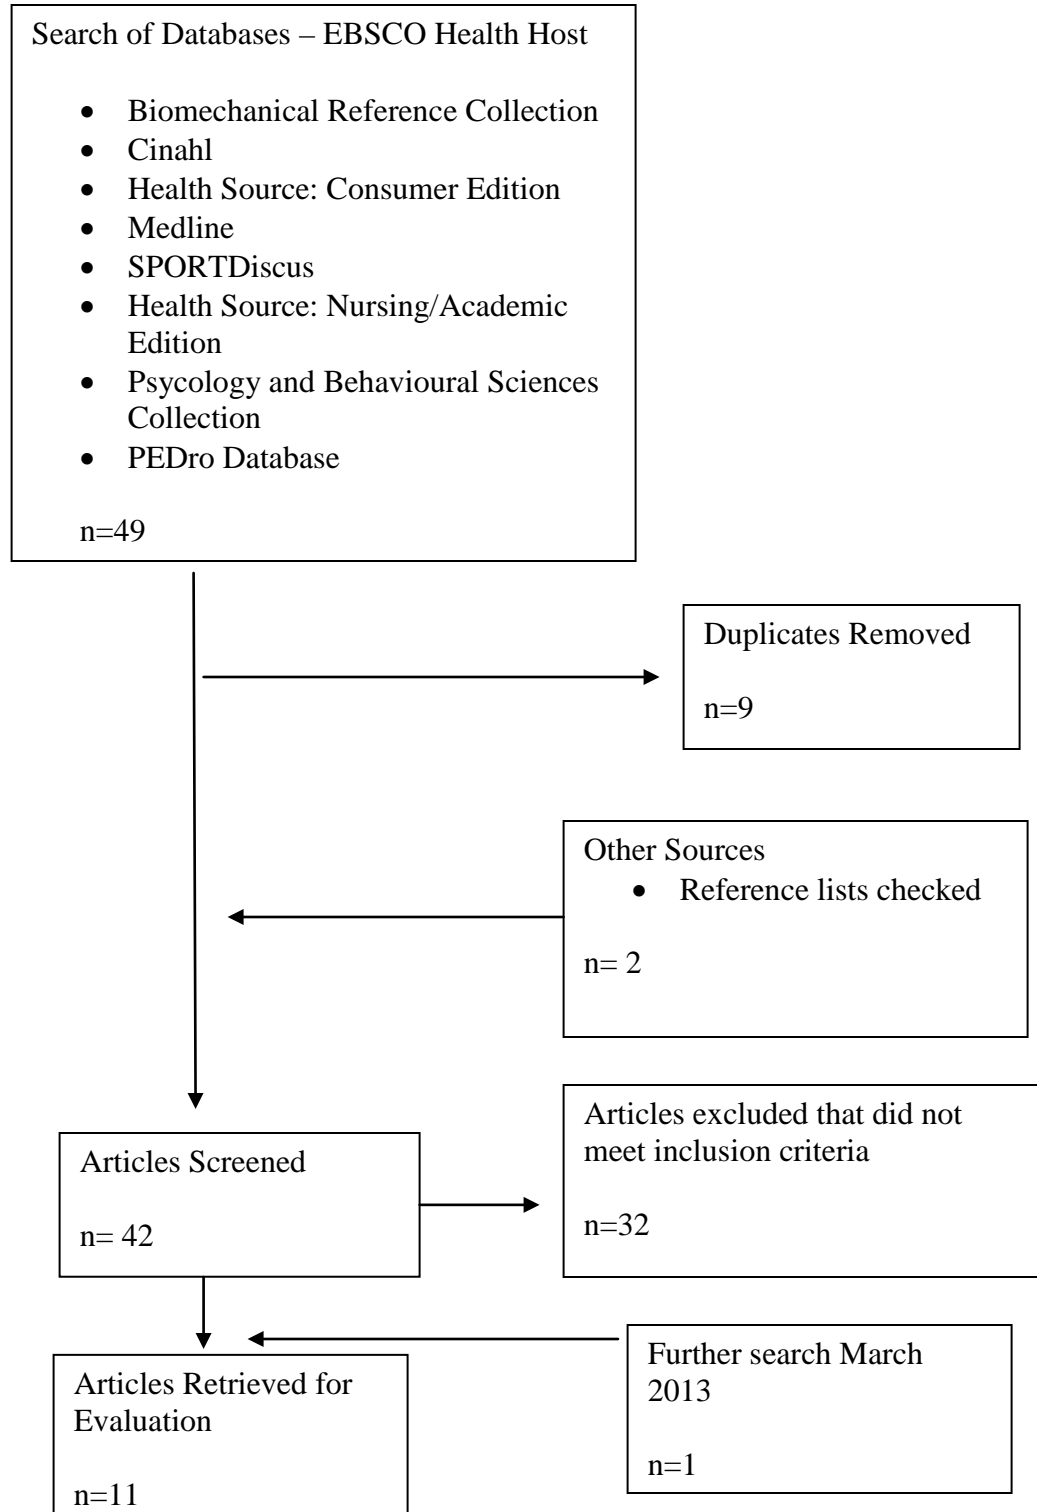 Search of Databases – EBSCO Health Host
• Biomechanical Reference Collection
• Cinahl
• Health Source: Consumer Edition
• Medline
• SPORTDiscus
• Health Source: Nursing/Academic
Edition
• Psycology and Behavioural Sciences
Collection
• PEDro Database
n=49
Duplicates Removed
n=9
Other Sources
• Reference lists checked
n= 2
Articles Screened
n= 42
Articles excluded that did not
meet inclusion criteria
n=32
Further search March
2013
n=1
Articles Retrieved for
Evaluation
n=11